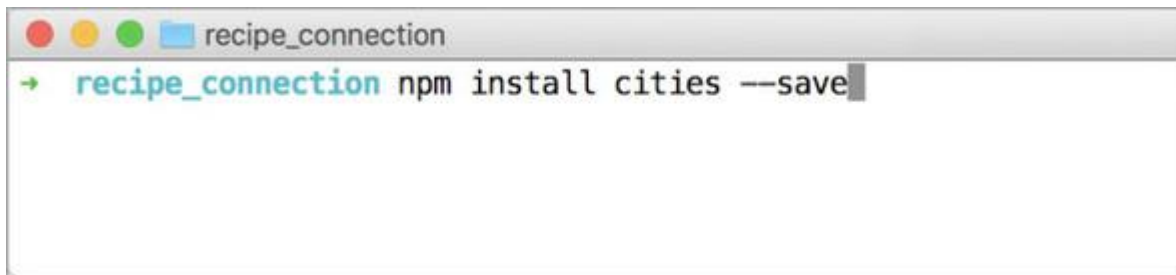 recipe_connection
→ recipe_connection npm install cities --save